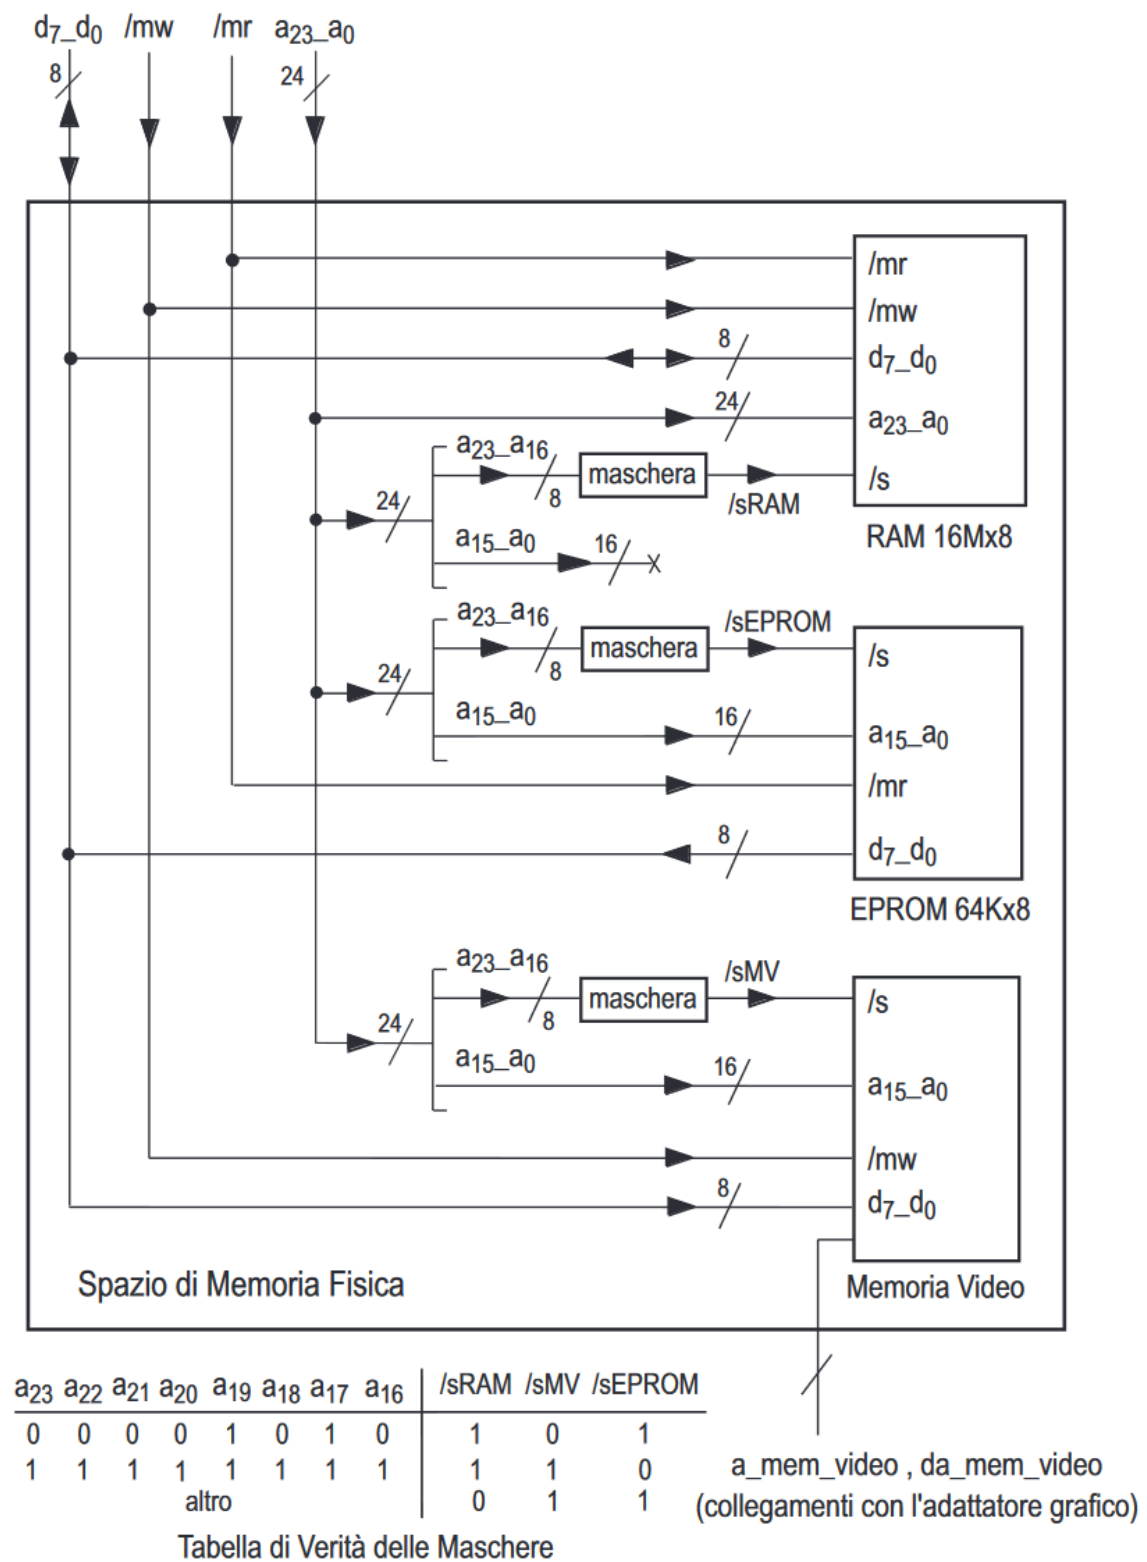 d7_d0 /mw /mr a23_a0
8
24
/mr
/mw
8
d7_d0
24
a23_a0
a23_a16
8
maschera
/sRAM
/s
24
a15_a0
16
RAM 16Mx8
a23_a16
8
maschera
/sEPROM
/s
24
a15_a0
16
a15_a0
/mr
8
d7_d0
EPROM 64Kx8
a23_a16
8
maschera
/sMV
/s
24
a15_a0
16
a15_a0
/mw
8
d7_d0
Spazio di Memoria Fisica
Memoria Video
a23 a22 a21 a20 a19 a18 a17 a16 /sRAM /sMV /sEPROM
0 0 0 0 1 0 1 0 1 0 1
1 1 1 1 1 1 1 1 1 1 0
altro 0 1 1
Tabella di Verità delle Maschere
a_mem_video , da_mem_video
(collegamenti con l'adattatore grafico)